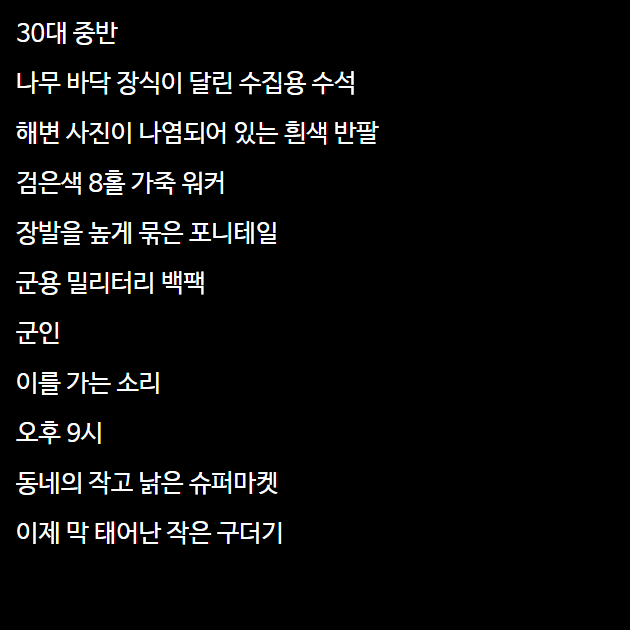 30대 중반
나무 바닥 장식이 달린 수집용 수석
해변 사진이 나염되어 있는 흰색 반팔
검은색 8홀 가죽 워커
장발을 높게 묶은 포니테일
군용 밀리터리 백팩
군인
이를 가는 소리
오후 9시
동네의 작고 낡은 슈퍼마켓
이제 막 태어난 작은 구더기